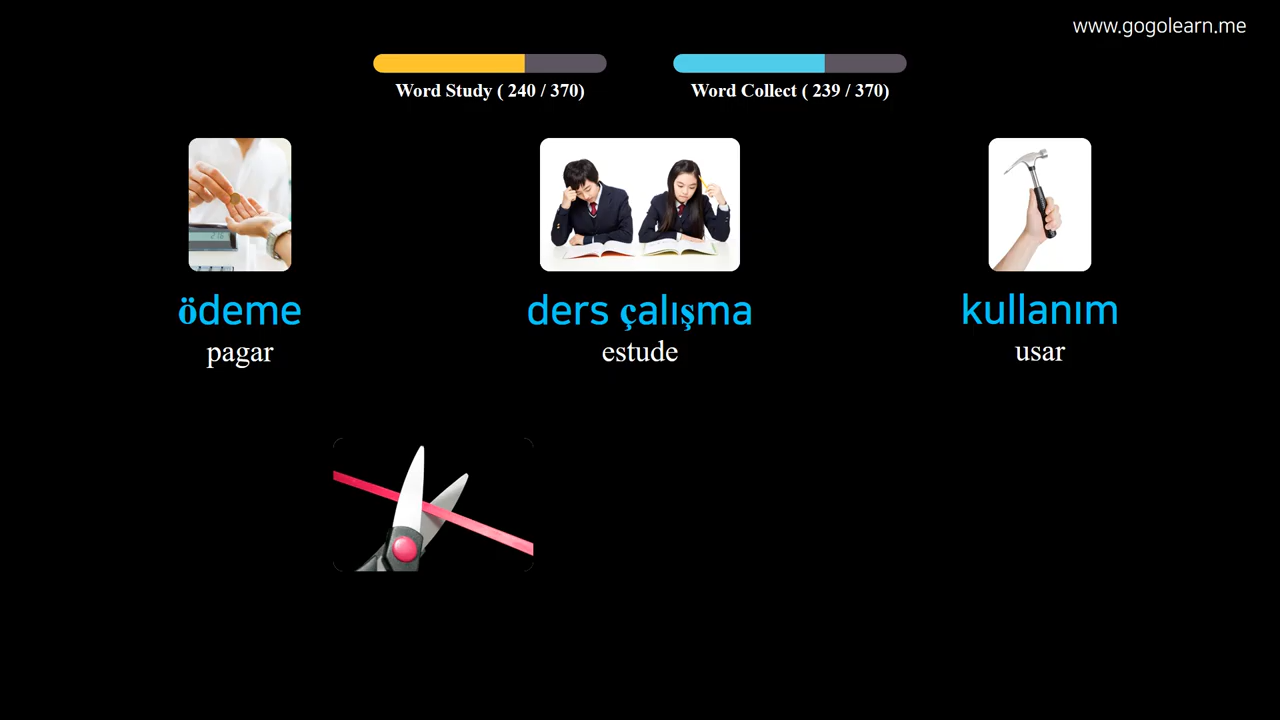 www.gogolearn.me
Word Study ( 240 / 370)
Word Collect ( 239 / 370)
ödeme
pagar
ders çalışma
estude
kullanım
usar